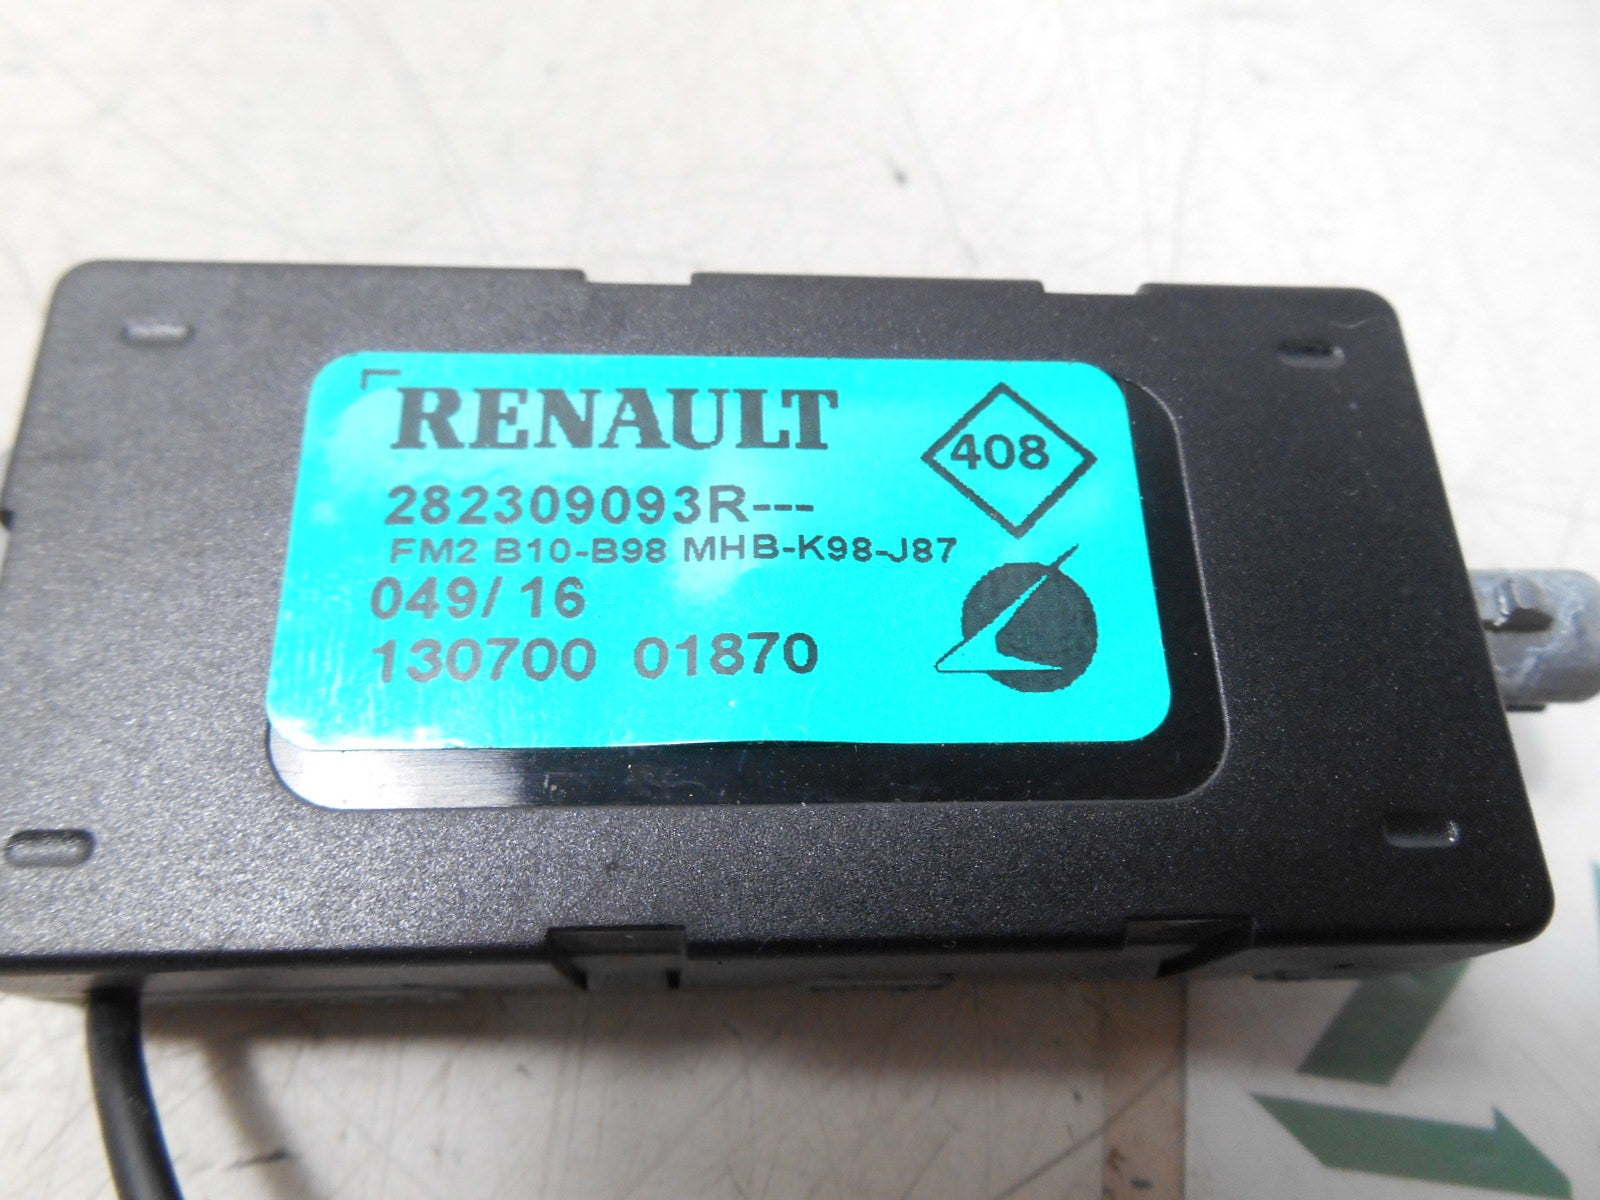 RENAULT
408
282309093R---
FM2 B10-B98 MHB-K98-J87
049/ 16
130700 01870